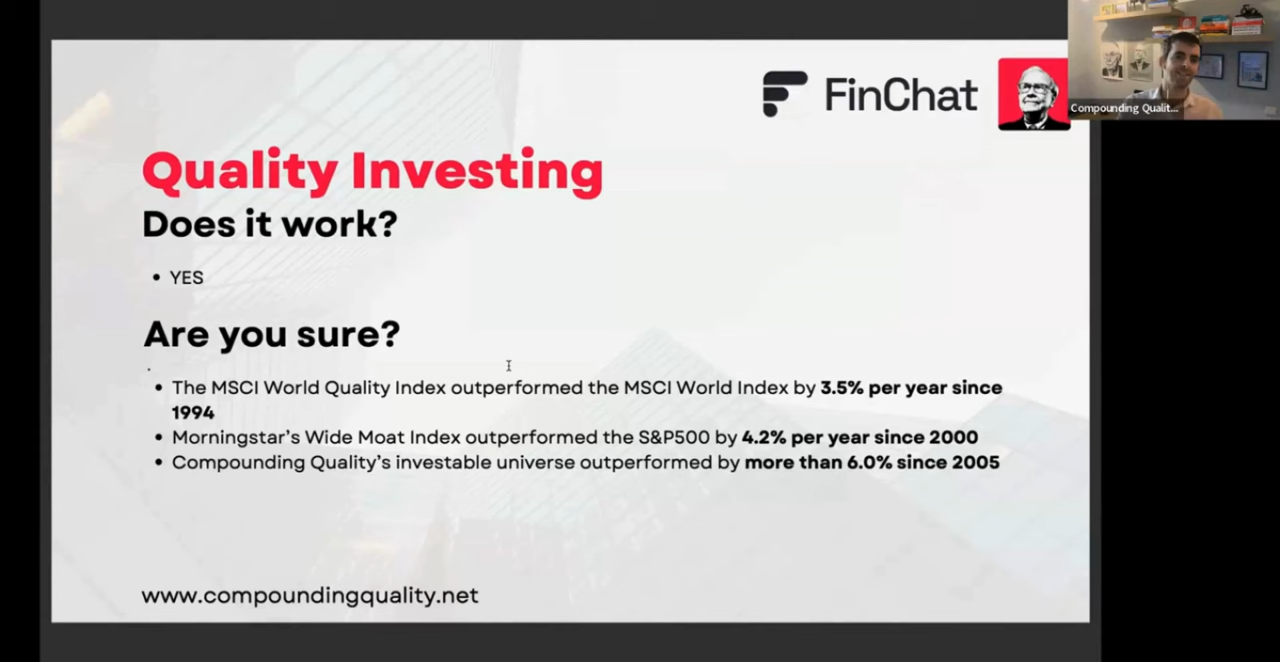 FinChat
Compounding Qualit...
Quality Investing
Does it work?
• YES
Are you sure?
• The MSCI World Quality Index outperformed the MSCI World Index by 3.5% per year since
1994
• Morningstar’s Wide Moat Index outperformed the S&P500 by 4.2% per year since 2000
• Compounding Quality’s investable universe outperformed by more than 6.0% since 2005
www.compoundingquality.net